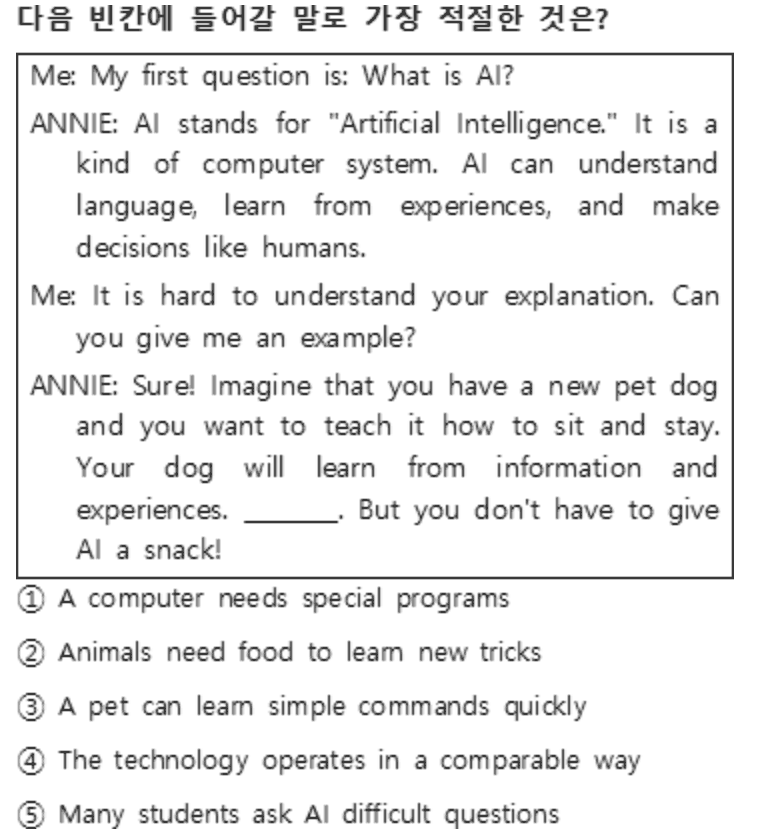 다음 빈칸에 들어갈 말로 가장 적절한 것은?
Me: My first question is: What is AI?
ANNIE: AI stands for "Artificial Intelligence." It is a
kind of computer system. AI can understand
language, learn from experiences, and make
decisions like humans.
Me: It is hard to understand your explanation. Can
you give me an example?
ANNIE: Sure! Imagine that you have a new pet dog
and you want to teach it how to sit and stay.
Your dog will learn from information and
experiences. _______. But you don't have to give
AI a snack!
① A computer needs special programs
② Animals need food to learn new tricks
③ A pet can learn simple commands quickly
④ The technology operates in a comparable way
⑤ Many students ask AI difficult questions